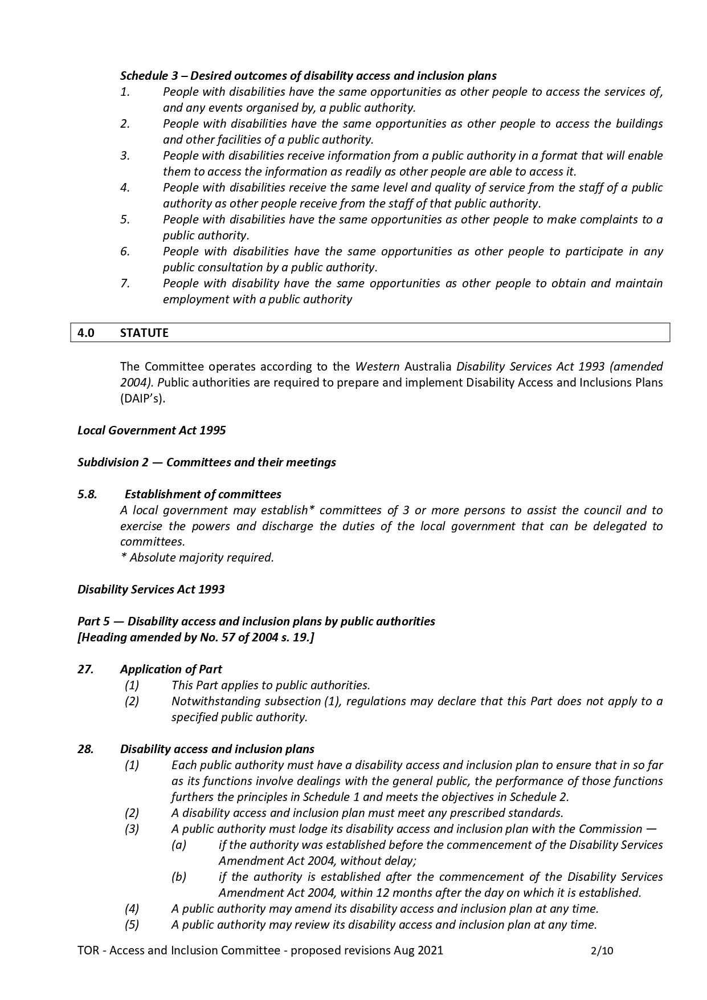 Schedule 3 – Desired outcomes of disability access and inclusion plans
1. People with disabilities have the same opportunities as other people to access the services of,
and any events organised by, a public authority.
2. People with disabilities have the same opportunities as other people to access the buildings
and other facilities of a public authority.
3. People with disabilities receive information from a public authority in a format that will enable
them to access the information as readily as other people are able to access it.
4. People with disabilities receive the same level and quality of service from the staff of a public
authority as other people receive from the staff of that public authority.
5. People with disabilities have the same opportunities as other people to make complaints to a
public authority.
6. People with disabilities have the same opportunities as other people to participate in any
public consultation by a public authority.
7. People with disability have the same opportunities as other people to obtain and maintain
employment with a public authority
4.0 STATUTE
The Committee operates according to the Western Australia Disability Services Act 1993 (amended
2004). Public authorities are required to prepare and implement Disability Access and Inclusions Plans
(DAIP’s).
Local Government Act 1995
Subdivision 2 — Committees and their meetings
5.8. Establishment of committees
A local government may establish* committees of 3 or more persons to assist the council and to
exercise the powers and discharge the duties of the local government that can be delegated to
committees.
* Absolute majority required.
Disability Services Act 1993
Part 5 — Disability access and inclusion plans by public authorities
[Heading amended by No. 57 of 2004 s. 19.]
27. Application of Part
(1) This Part applies to public authorities.
(2) Notwithstanding subsection (1), regulations may declare that this Part does not apply to a
specified public authority.
28. Disability access and inclusion plans
(1) Each public authority must have a disability access and inclusion plan to ensure that in so far
as its functions involve dealings with the general public, the performance of those functions
furthers the principles in Schedule 1 and meets the objectives in Schedule 2.
(2) A disability access and inclusion plan must meet any prescribed standards.
(3) A public authority must lodge its disability access and inclusion plan with the Commission —
(a) if the authority was established before the commencement of the Disability Services
Amendment Act 2004, without delay;
(b) if the authority is established after the commencement of the Disability Services
Amendment Act 2004, within 12 months after the day on which it is established.
(4) A public authority may amend its disability access and inclusion plan at any time.
(5) A public authority may review its disability access and inclusion plan at any time.
TOR - Access and Inclusion Committee - proposed revisions Aug 2021 2/10